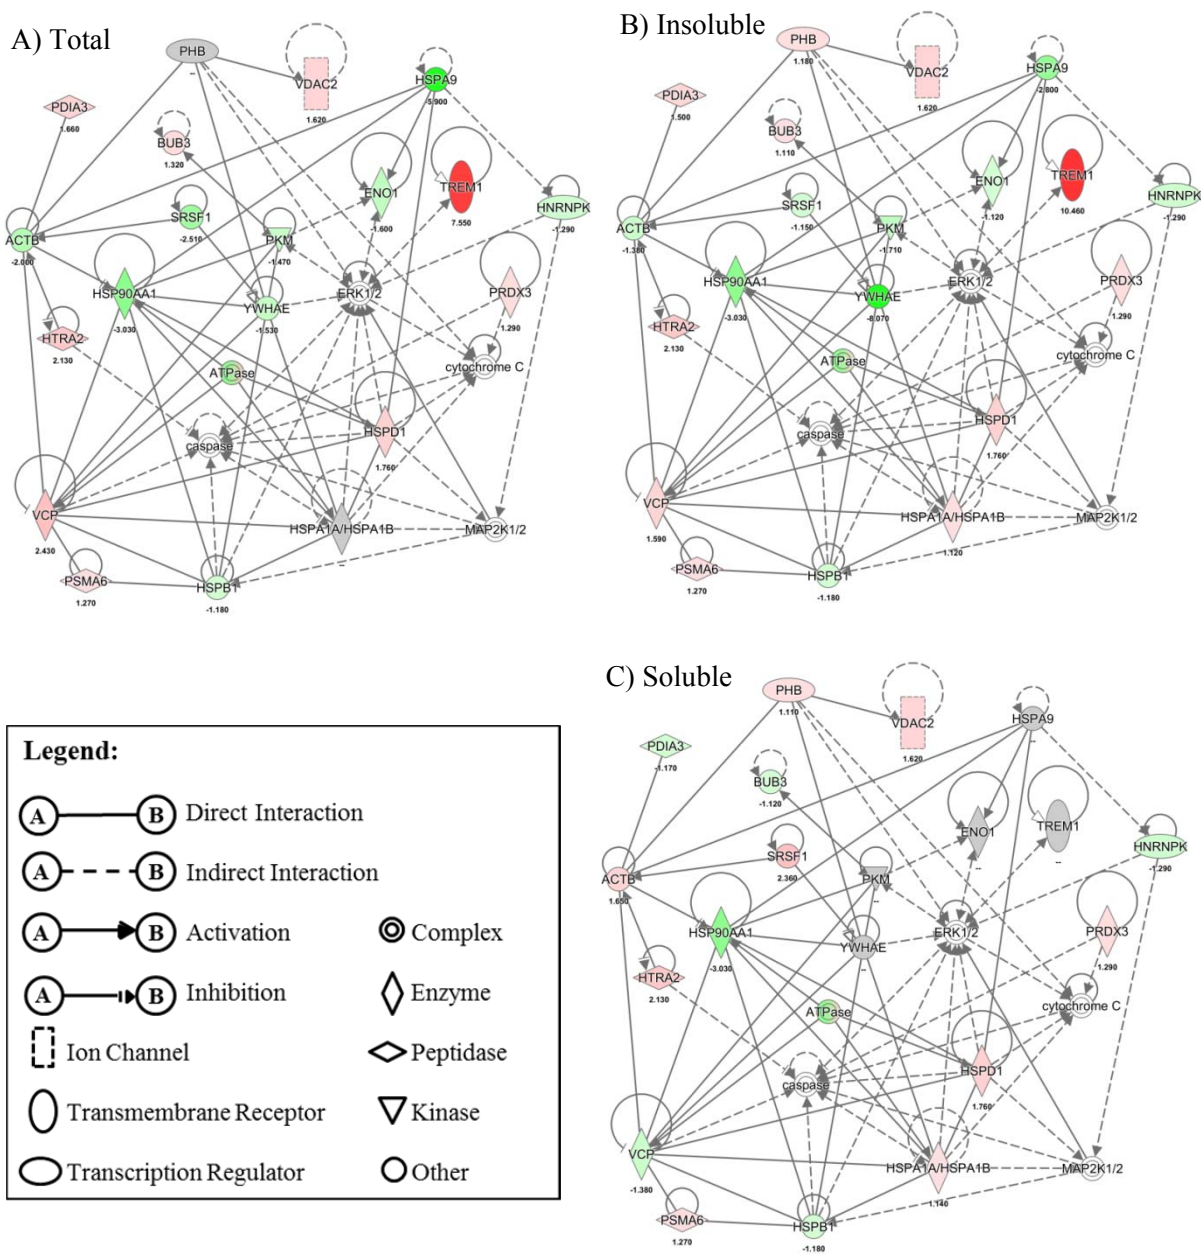 A) Total
PHB
--
VDAC2
1.620
HSPA9
-5.900
PDIA3
1.660
BUB3
1.320
ENO1
-1.600
TREM1
7.550
HNRNPK
-1.290
SRSF1
-2.510
ACTB
-2.000
PKM
-1.470
HSP90AA1
-3.030
YWHAE
-1.530
ERK1/2
PRDX3
1.290
HTRA2
2.130
ATPase
cytochrome C
caspase
HSPD1
1.760
VCP
2.430
HSPA1A/HSPA1B
--
MAP2K1/2
PSMA6
1.270
HSPB1
-1.180
B) Insoluble
PHB
1.180
VDAC2
1.620
HSPA9
-2.800
PDIA3
1.500
BUB3
1.110
ENO1
-1.120
TREM1
10.460
HNRNPK
-1.290
SRSF1
-1.150
ACTB
-1.380
PKM
-1.710
HSP90AA1
-3.030
YWHAE
-8.070
ERK1/2
PRDX3
1.290
HTRA2
2.130
ATPase
cytochrome C
caspase
HSPD1
1.760
VCP
1.590
HSPA1A/HSPA1B
1.120
MAP2K1/2
PSMA6
1.270
HSPB1
-1.180
C) Soluble
PHB
1.110
VDAC2
1.620
HSPA9
--
PDIA3
-1.170
BUB3
-1.120
ENO1
--
TREM1
--
HNRNPK
-1.290
SRSF1
2.360
ACTB
1.650
PKM
--
HSP90AA1
-3.030
YWHAE
--
ERK1/2
PRDX3
1.290
HTRA2
2.130
ATPase
cytochrome C
caspase
HSPD1
1.760
VCP
-1.380
HSPA1A/HSPA1B
1.140
MAP2K1/2
PSMA6
1.270
HSPB1
-1.180
Legend:
A B Direct Interaction
A B Indirect Interaction
A B Activation
A B Inhibition
Ion Channel
Transmembrane Receptor
Transcription Regulator
Complex
Enzyme
Peptidase
Kinase
Other